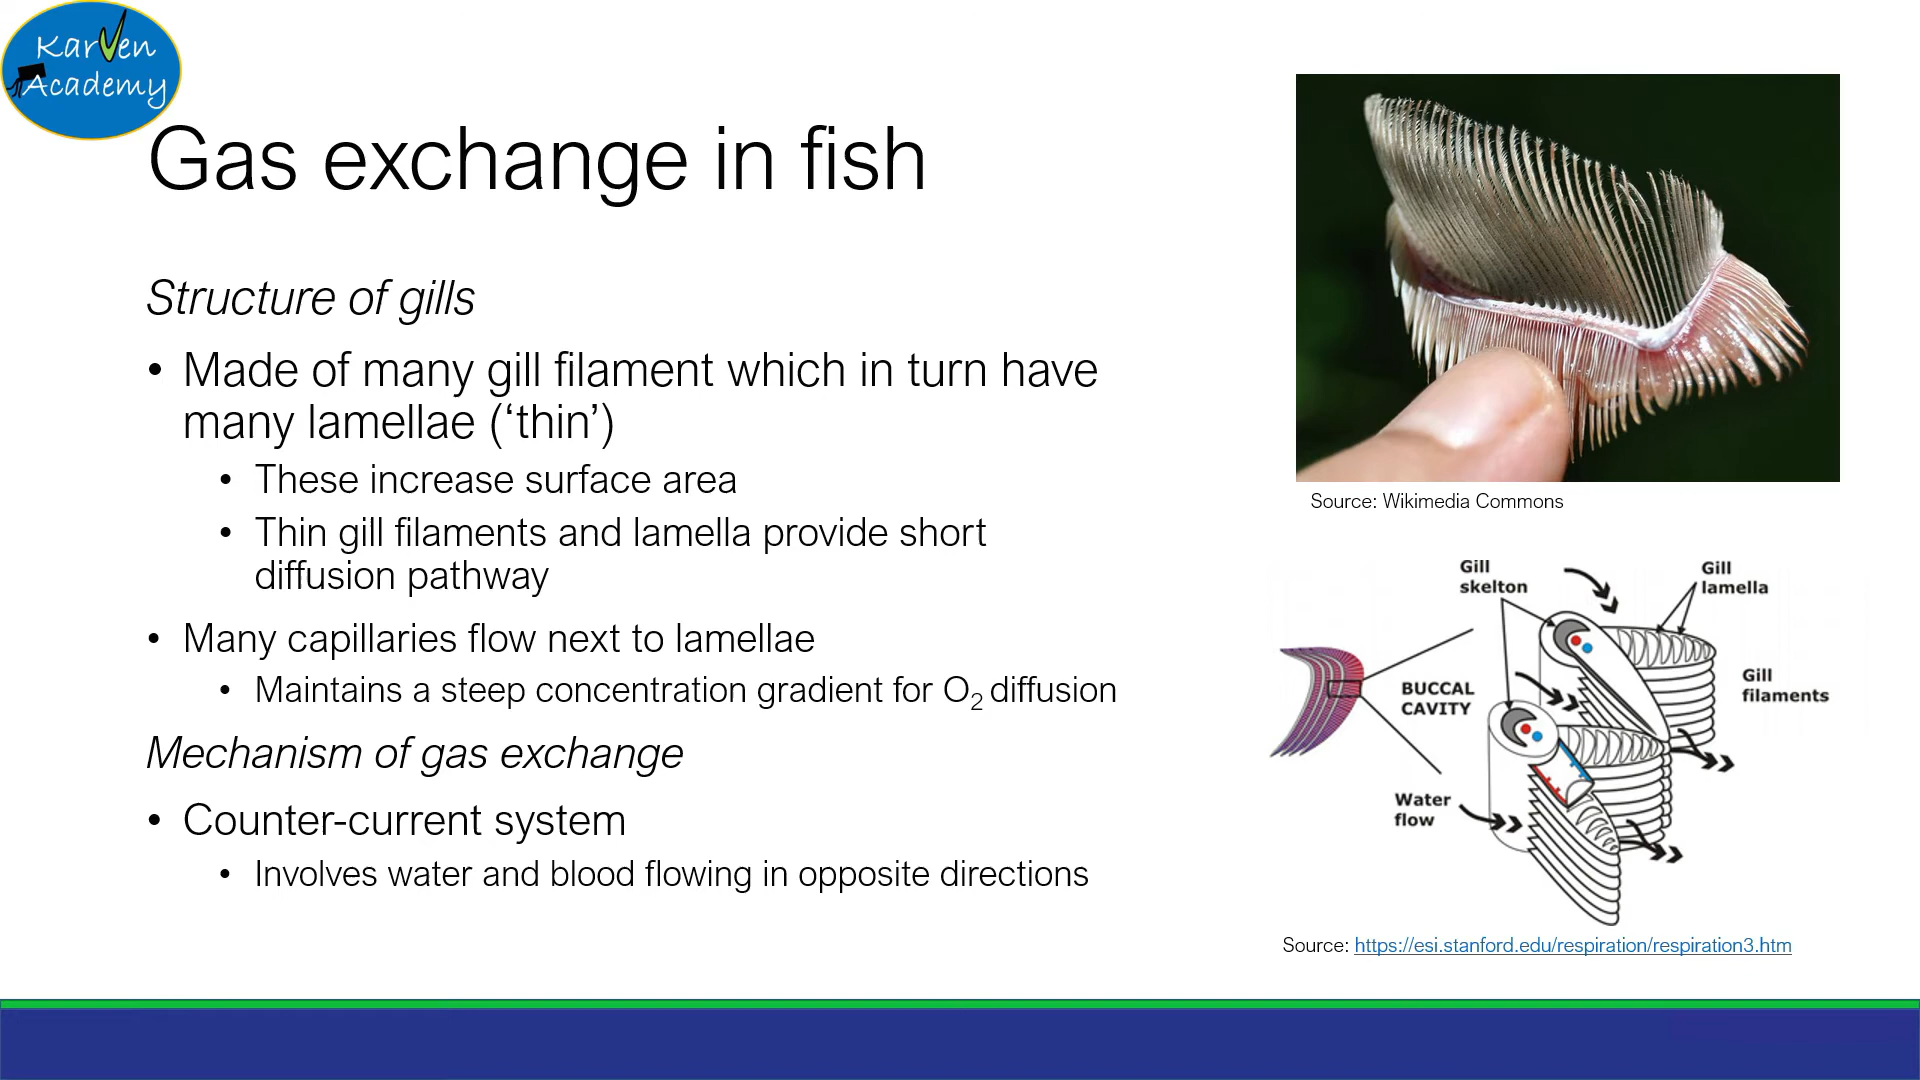 Karven
Academy
Gas exchange in fish
Structure of gills
• Made of many gill filament which in turn have
many lamellae (‘thin’)
• These increase surface area
• Thin gill filaments and lamella provide short
diffusion pathway
• Many capillaries flow next to lamellae
• Maintains a steep concentration gradient for O2 diffusion
Mechanism of gas exchange
• Counter-current system
• Involves water and blood flowing in opposite directions
Source: Wikimedia Commons
Gill
skelton
Gill
lamella
Gill
filaments
BUCCAL
CAVITY
Water
flow
Source: https://esi.stanford.edu/respiration/respiration3.htm